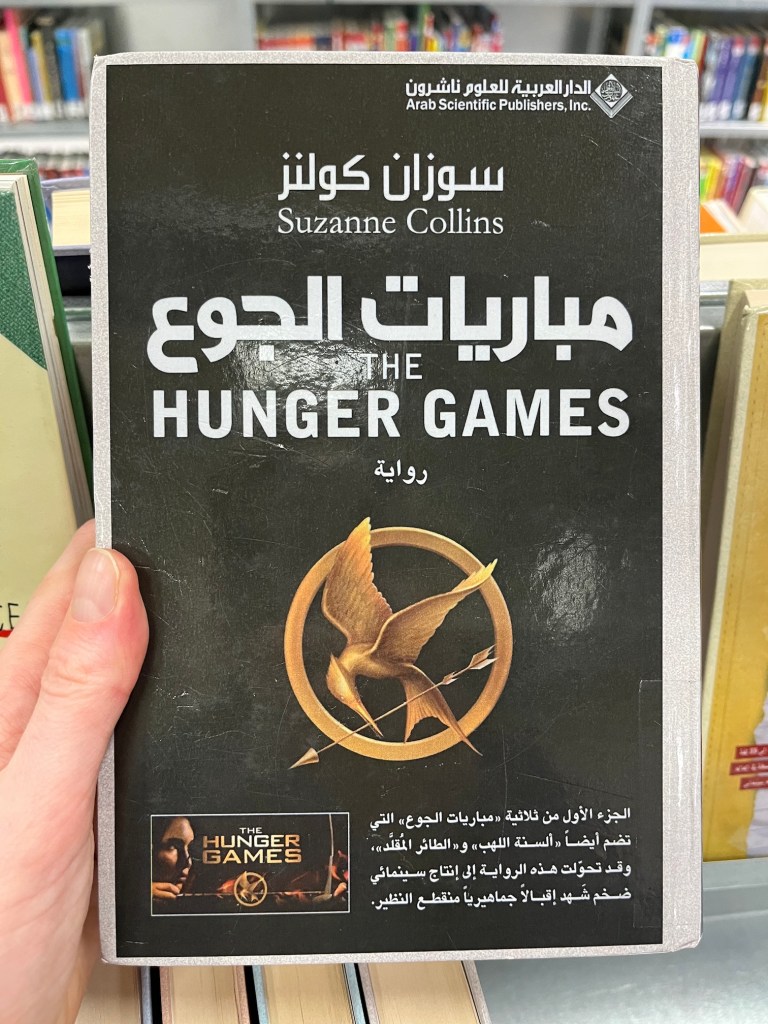 الدار العربية للعلوم ناشرون
Arab Scientific Publishers, Inc.
سوزان كولنز
Suzanne Collins
مباريات الجوع
THE
HUNGER GAMES
رواية
الجزء الأول من ثلاثية «مباريات الجوع» التي
تضم أيضاً «ألسنة اللهب» و«الطائر المُقلَّد»،
وقد تحوّلت هذه الرواية إلى إنتاج سينمائي
ضخم شَهد إقبالاً جماهيرياً منقطع النظير.
THE
HUNGER
GAMES